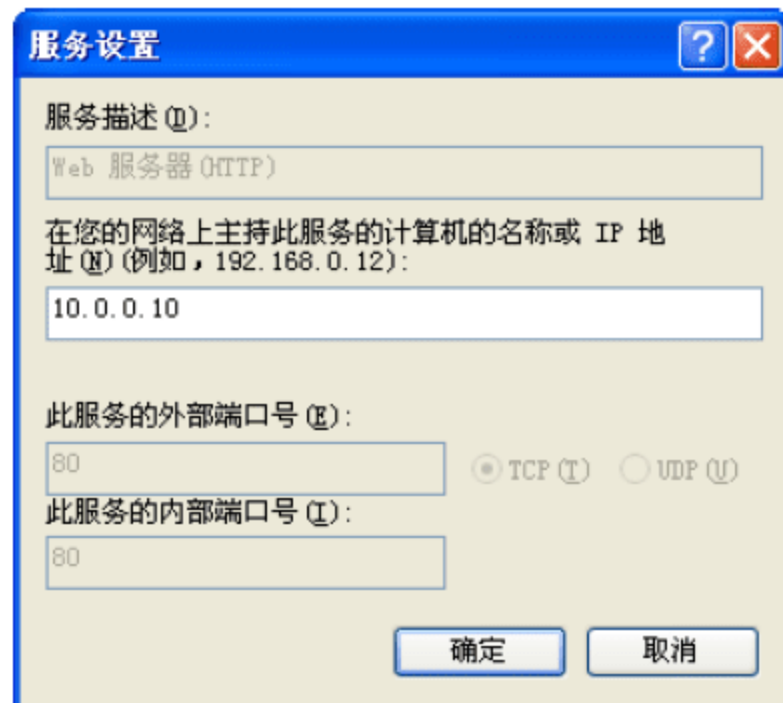 服务设置
服务描述(D):
Web 服务器(HTTP)
在您的网络上主持此服务的计算机的名称或 IP 地
址(N)(例如，192.168.0.12):
10.0.0.10
此服务的外部端口号(E):
80 TCP(T) UDP(U)
此服务的内部端口号(I):
80
确定 取消